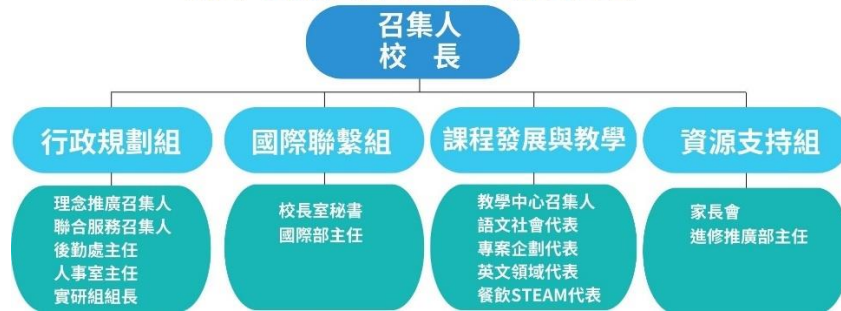 召集人
校 長
行政規劃組
理念推廣召集人
聯合服務召集人
後勤處主任
人事室主任
實研組組長
國際聯繫組
校長室秘書
國際部主任
課程發展與教學
教學中心召集人
語文社會代表
專案企劃代表
英文領域代表
餐飲STEAM代表
資源支持組
家長會
進修推廣部主任